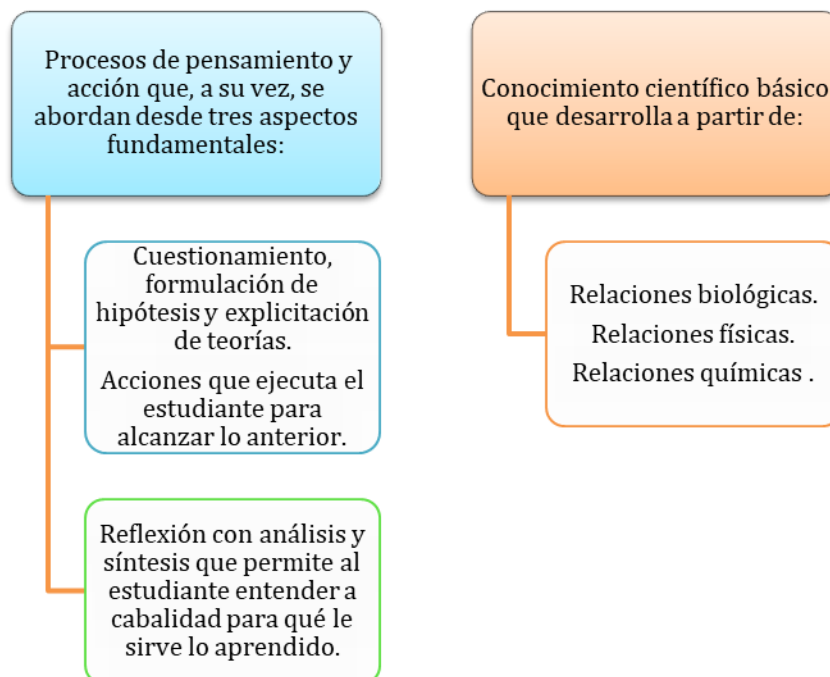 Procesos de pensamiento y
acción que, a su vez, se
abordan desde tres aspectos
fundamentales:
Cuestionamiento,
formulación de
hipótesis y explicitación
de teorías.
Acciones que ejecuta el
estudiante para
alcanzar lo anterior.
Reflexión con análisis y
síntesis que permite al
estudiante entender a
cabalidad para qué le
sirve lo aprendido.
Conocimiento científico básico
que desarrolla a partir de:
Relaciones biológicas.
Relaciones físicas.
Relaciones químicas .